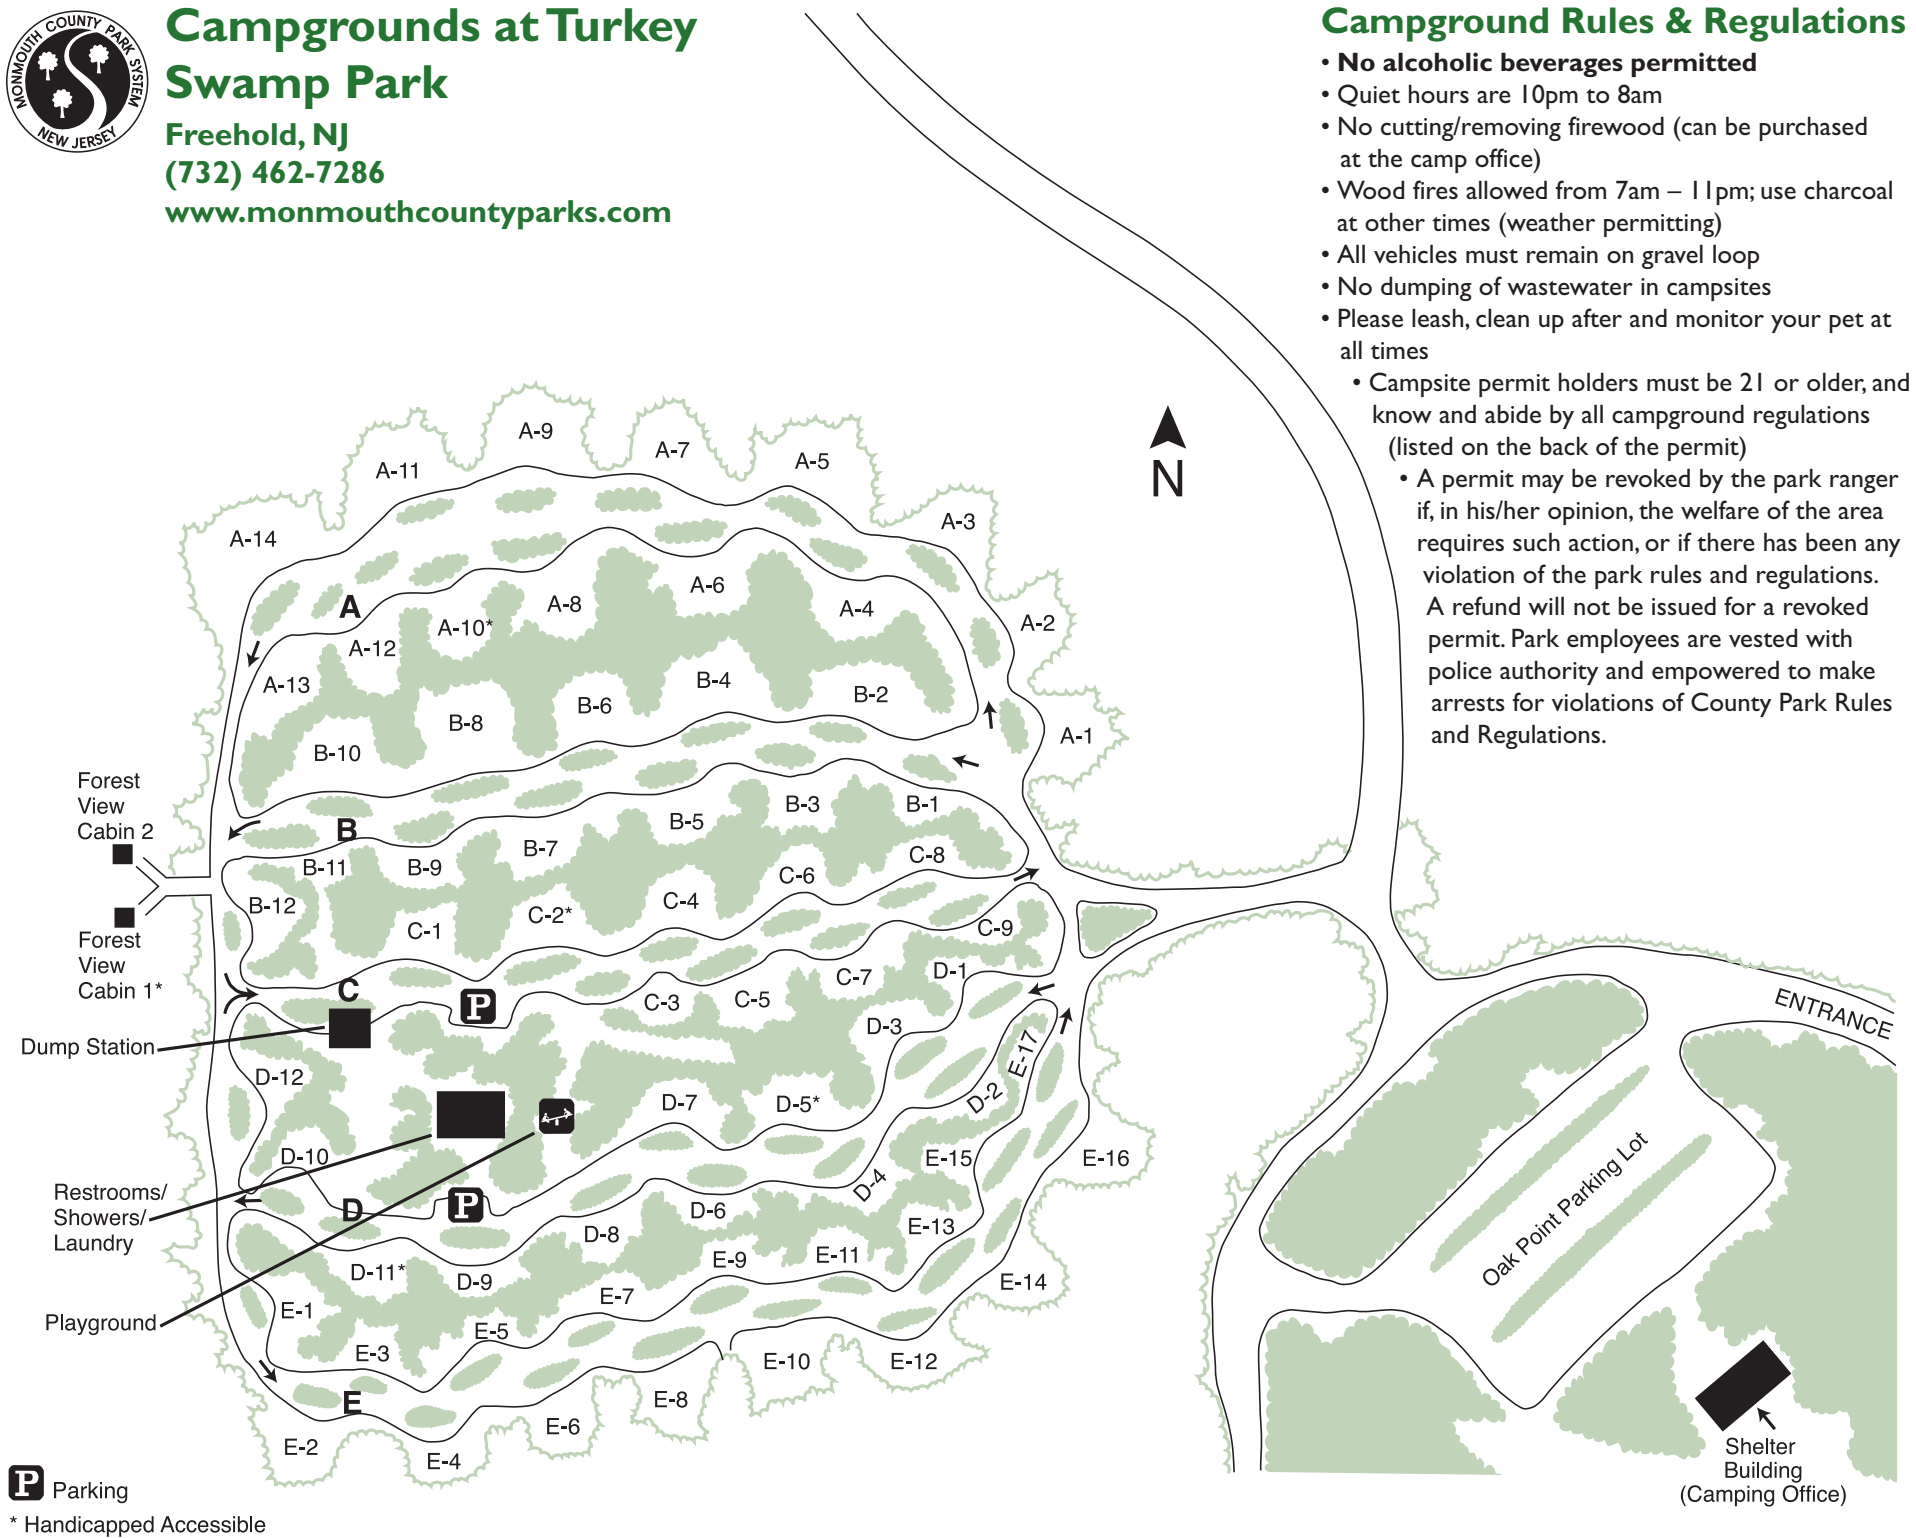 MONMOUTH COUNTY PARK SYSTEM
NEW JERSEY
Campgrounds at Turkey
Swamp Park
Freehold, NJ
(732) 462-7286
www.monmouthcountyparks.com
Campground Rules & Regulations
• No alcoholic beverages permitted
• Quiet hours are 10pm to 8am
• No cutting/removing firewood (can be purchased
at the camp office)
• Wood fires allowed from 7am – 11pm; use charcoal
at other times (weather permitting)
• All vehicles must remain on gravel loop
• No dumping of wastewater in campsites
• Please leash, clean up after and monitor your pet at
all times
• Campsite permit holders must be 21 or older, and
know and abide by all campground regulations
(listed on the back of the permit)
• A permit may be revoked by the park ranger
if, in his/her opinion, the welfare of the area
requires such action, or if there has been any
violation of the park rules and regulations.
A refund will not be issued for a revoked
permit. Park employees are vested with
police authority and empowered to make
arrests for violations of County Park Rules
and Regulations.
N
A-9
A-7
A-11
A-5
A-3
A-14
A-6
A-8
A
A-4
A-10*
A-2
A-12
A-13
B-4
B-2
B-6
B-8
A-1
B-10
Forest
View
Cabin 2
B-3
B-1
B-5
B
B-7
C-8
B-11
B-9
C-6
C-4
B-12
C-2*
C-1
C-9
Forest
View
Cabin 1*
D-1
C-7
C
C-3
C-5
P
D-3
ENTRANCE
Dump Station
E-17
D-12
D-2
D-7
D-5*
D-10
E-15
E-16
Oak Point Parking Lot
D-4
Restrooms/
Showers/
Laundry
P
D
D-6
E-13
D-8
E-11
E-9
D-11*
D-9
E-14
E-7
E-1
Playground
E-5
E-3
E-10
E-12
E-8
E
E-6
E-2
E-4
Shelter
Building
(Camping Office)
P Parking
* Handicapped Accessible